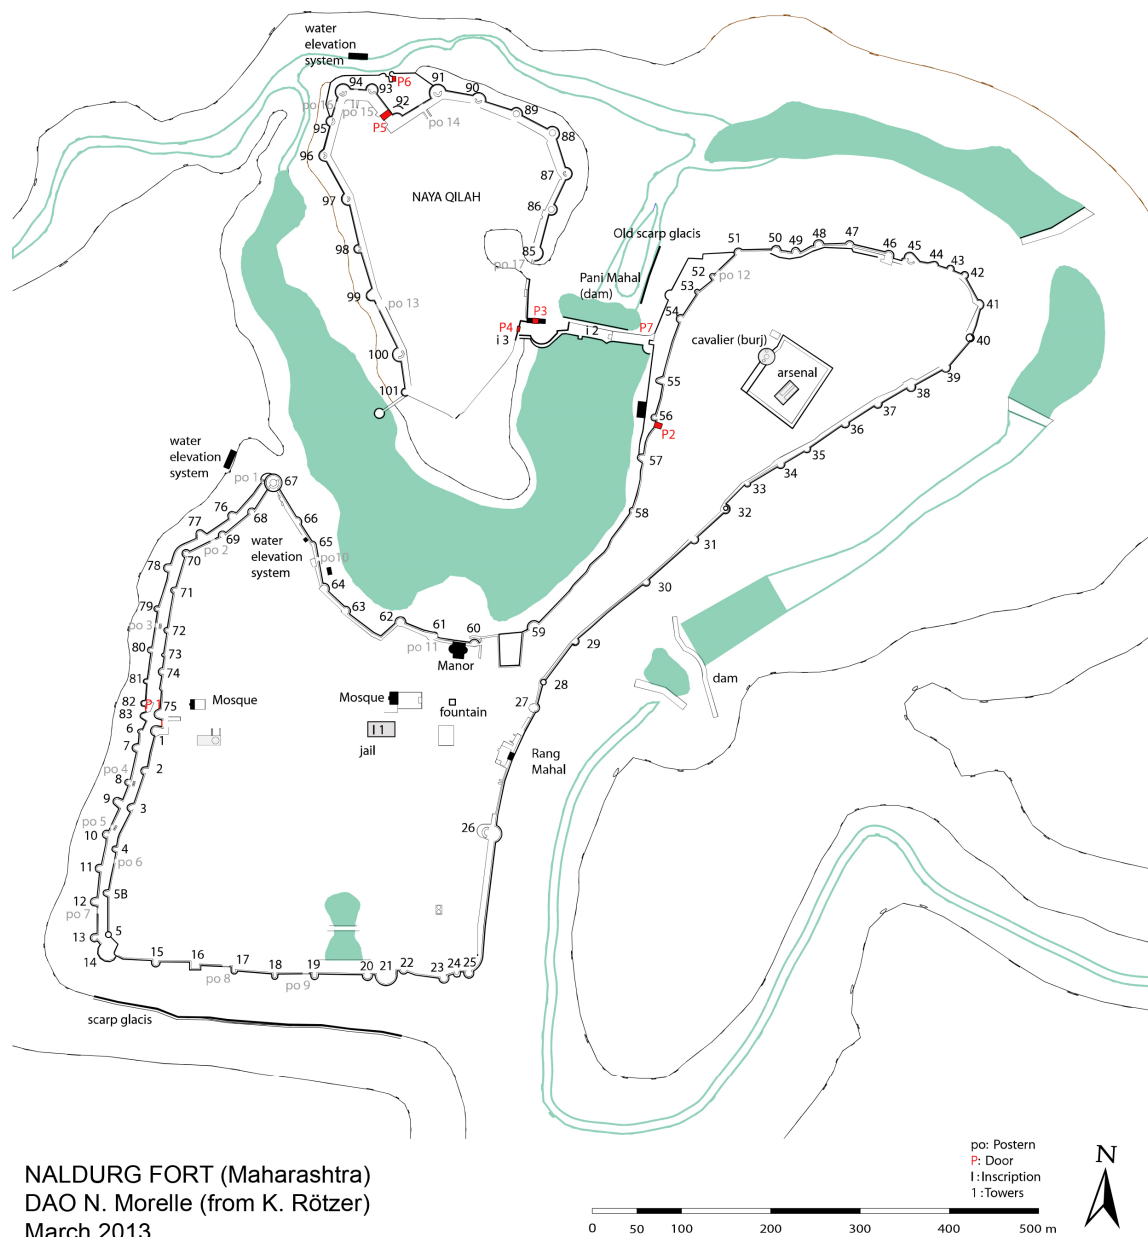 water
elevation
system
P6
94
93
91
90
92
89
po 16
po 15
po 14
P5
95
88
96
87
NAYA QILAH
97
86
Old scarp glacis
51
50
49
48
47
46
45
44
43
42
98
85
po 17
Pani Mahal
(dam)
52
po 12
53
99
po 13
54
41
P4
P3
i 3
I 2
P7
cavalier (burj)
40
100
arsenal
39
55
101
37
38
56
P2
36
water
elevation
system
57
35
34
po 1
67
33
76
68
66
58
32
77
69
po 2
65
water
elevation
system
po10
31
78
70
64
30
79
71
63
62
61
60
59
po 3
72
29
po 11
80
73
Manor
74
81
28
dam
82
P 1
Mosque
Mosque
83
75
fountain
27
6
1
I 1
jail
7
Rang
Mahal
2
po 4
8
9
3
po 5
10
26
4
po 6
11
5B
12
po 7
13
5
14
15
16
17
18
19
20
21
22
23
24
25
po 8
po 9
scarp glacis
po: Postern
P: Door
I :Inscription
1 :Towers
N
NALDURG FORT (Maharashtra)
DAO N. Morelle (from K. Rötzer)
March 2013
0
50
100
200
300
400
500 m